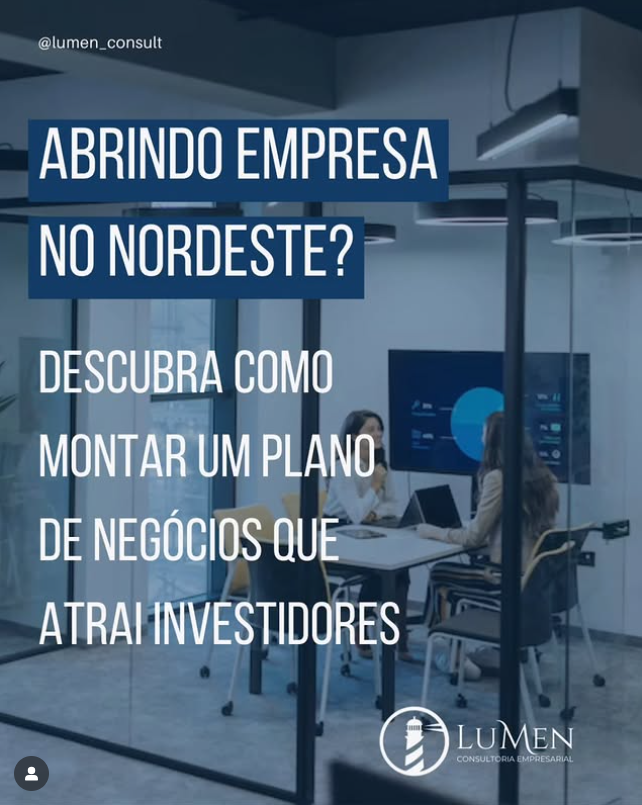 @lumen_consult
ABRINDO EMPRESA
NO NORDESTE?
DESCUBRA COMO
MONTAR UM PLANO
DE NEGÓCIOS QUE
ATRAI INVESTIDORES
LUMEN
CONSULTORIA EMPRESARIAL